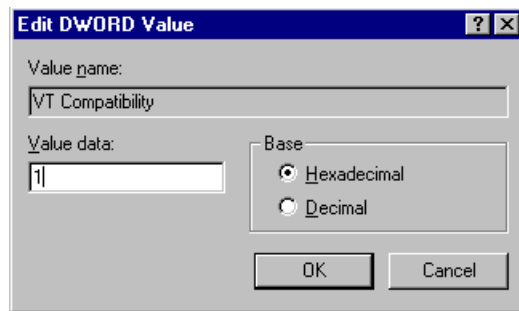 Edit DWORD Value
Value name:
VT Compatibility
Value data:
1
Base
Hexadecimal
Decimal
OK
Cancel